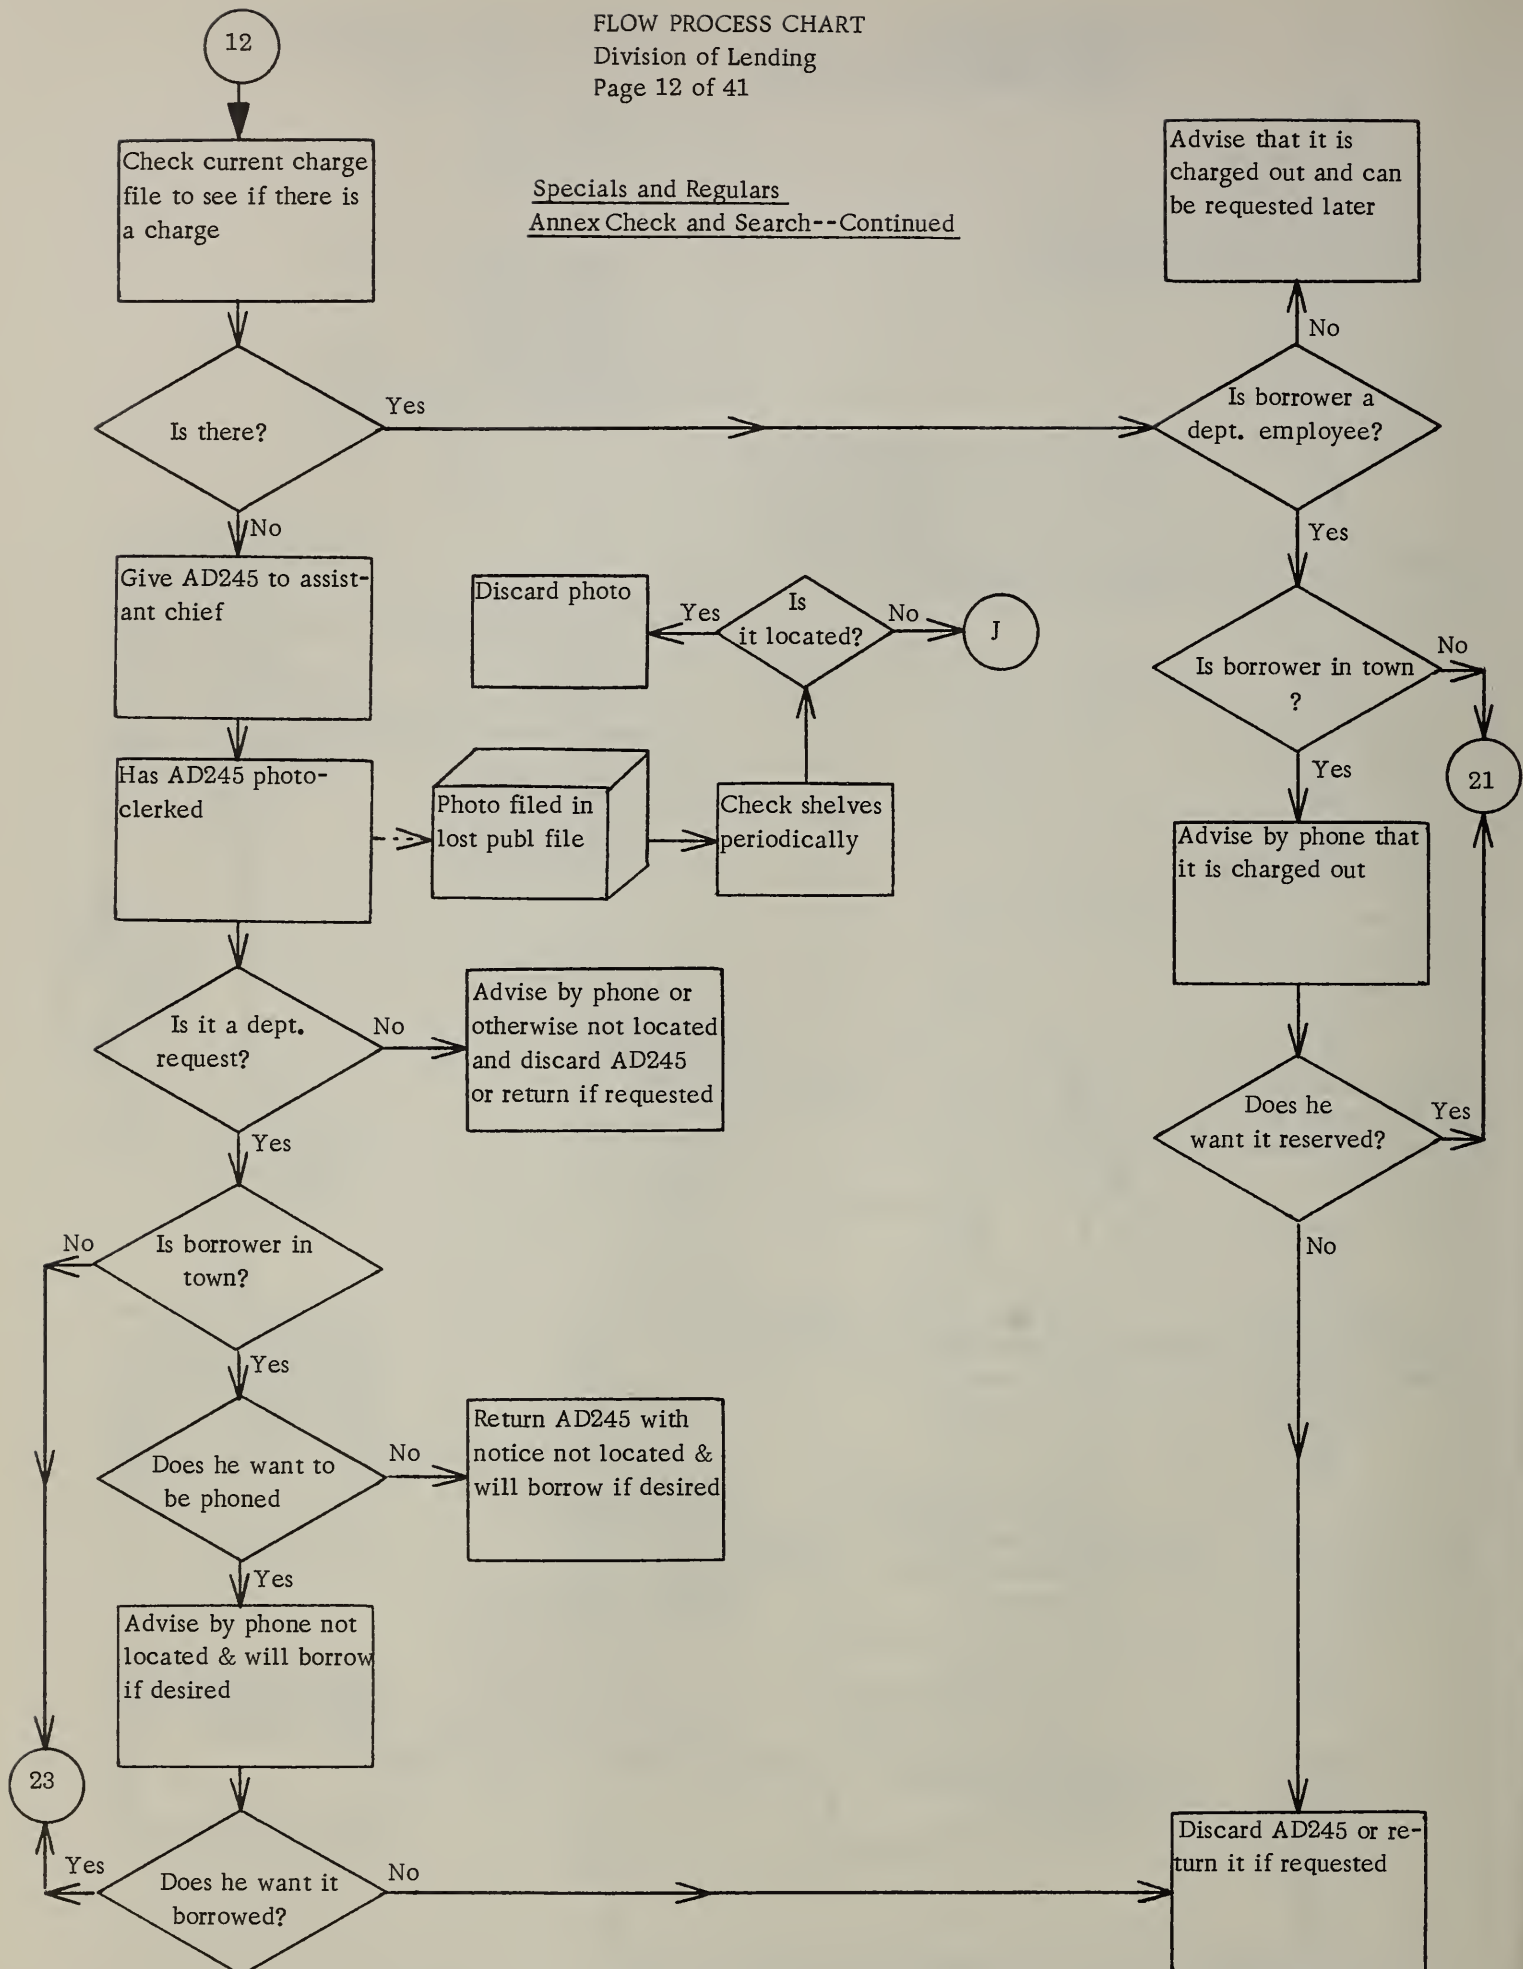 FLOW PROCESS CHART
Division of Lending
Page 12 of 41
Specials and Regulars
Annex Check and Search--Continued
12
Check current charge
file to see if there is
a charge
Is there?
Yes
No
Is borrower a
dept. employee?
No
Advise that it is
charged out and can
be requested later
Yes
Is borrower in town
?
No
21
Yes
Advise by phone that
it is charged out
Does he
want it reserved?
Yes
No
Give AD245 to assist-
ant chief
Has AD245 photo-
clerked
Photo filed in
lost publ file
Check shelves
periodically
Is
it located?
Yes
Discard photo
No
J
Is it a dept.
request?
No
Advise by phone or
otherwise not located
and discard AD245
or return if requested
Yes
Is borrower in
town?
No
Yes
Does he want to
be phoned
No
Return AD245 with
notice not located &
will borrow if desired
Yes
Advise by phone not
located & will borrow
if desired
23
Does he want it
borrowed?
Yes
No
Discard AD245 or re-
turn it if requested